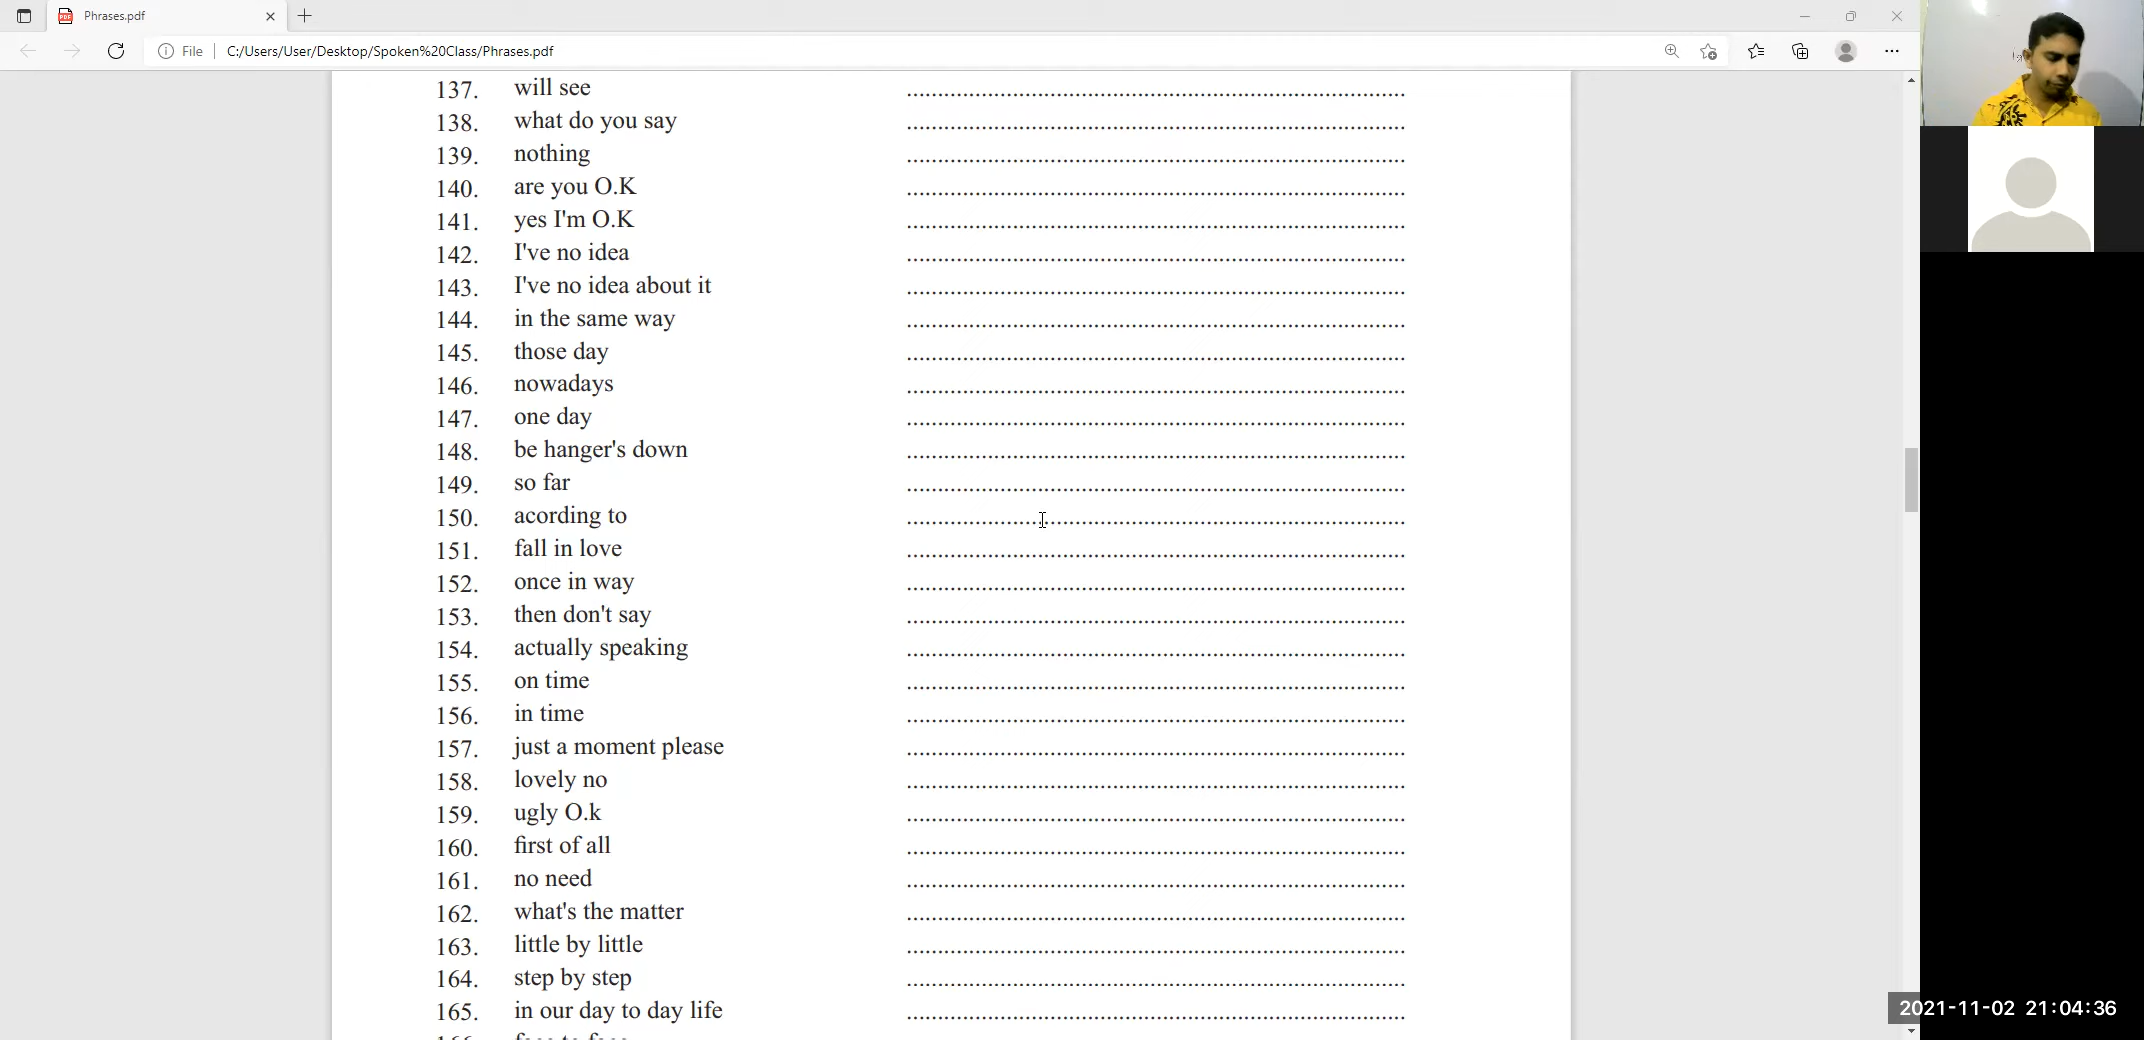 Phrases.pdf
File C:/Users/User/Desktop/Spoken%20Class/Phrases.pdf
137. will see ................................................................................
138. what do you say ................................................................................
139. nothing ................................................................................
140. are you O.K ................................................................................
141. yes I'm O.K ................................................................................
142. I've no idea ................................................................................
143. I've no idea about it ................................................................................
144. in the same way ................................................................................
145. those day ................................................................................
146. nowadays ................................................................................
147. one day ................................................................................
148. be hanger's down ................................................................................
149. so far ................................................................................
150. acording to ................................................................................
151. fall in love ................................................................................
152. once in way ................................................................................
153. then don't say ................................................................................
154. actually speaking ................................................................................
155. on time ................................................................................
156. in time ................................................................................
157. just a moment please ................................................................................
158. lovely no ................................................................................
159. ugly O.k ................................................................................
160. first of all ................................................................................
161. no need ................................................................................
162. what's the matter ................................................................................
163. little by little ................................................................................
164. step by step ................................................................................
165. in our day to day life ................................................................................
2021-11-02 21:04:36